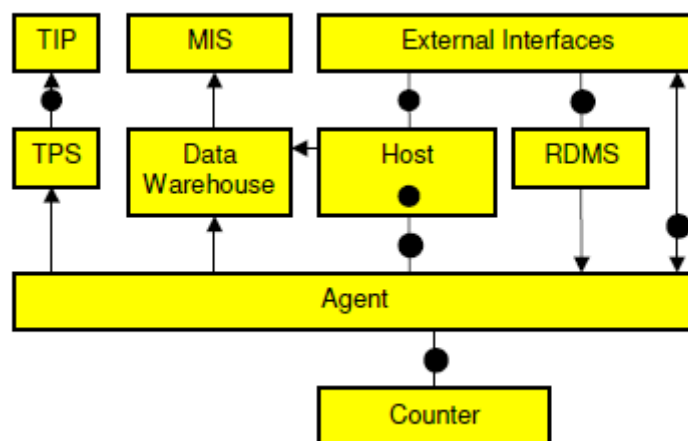 TIP
MIS
External Interfaces
TPS
Data
Warehouse
Host
RDMS
Agent
Counter